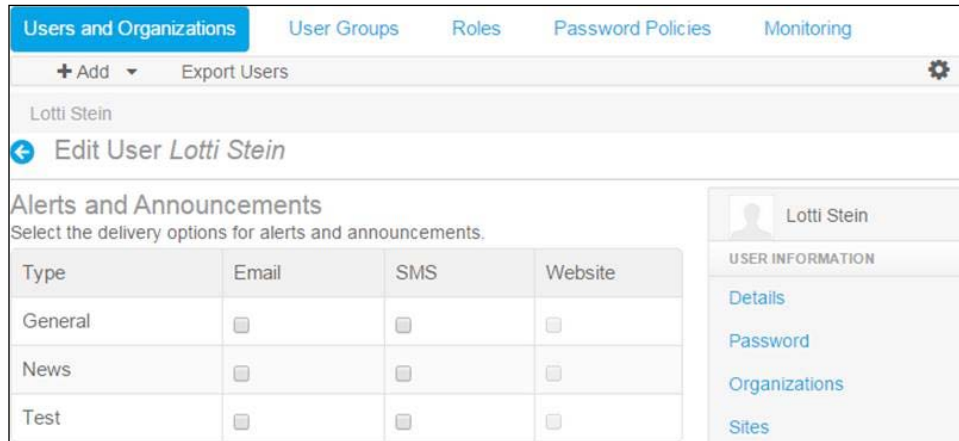 Users and Organizations User Groups Roles Password Policies Monitoring
+ Add Export Users
Lotti Stein
Edit User Lotti Stein
Alerts and Announcements
Select the delivery options for alerts and announcements.
Type Email SMS Website
General
News
Test
Lotti Stein
USER INFORMATION
Details
Password
Organizations
Sites